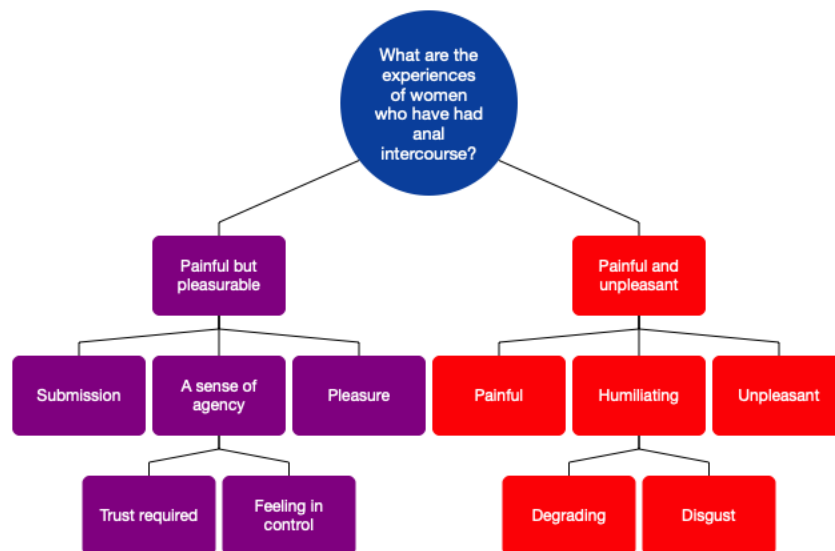 What are the
experiences
of women
who have had
anal
intercourse?
Painful but
pleasurable
Painful and
unpleasant
Submission
A sense of
agency
Pleasure
Painful
Humiliating
Unpleasant
Trust required
Feeling in
control
Degrading
Disgust